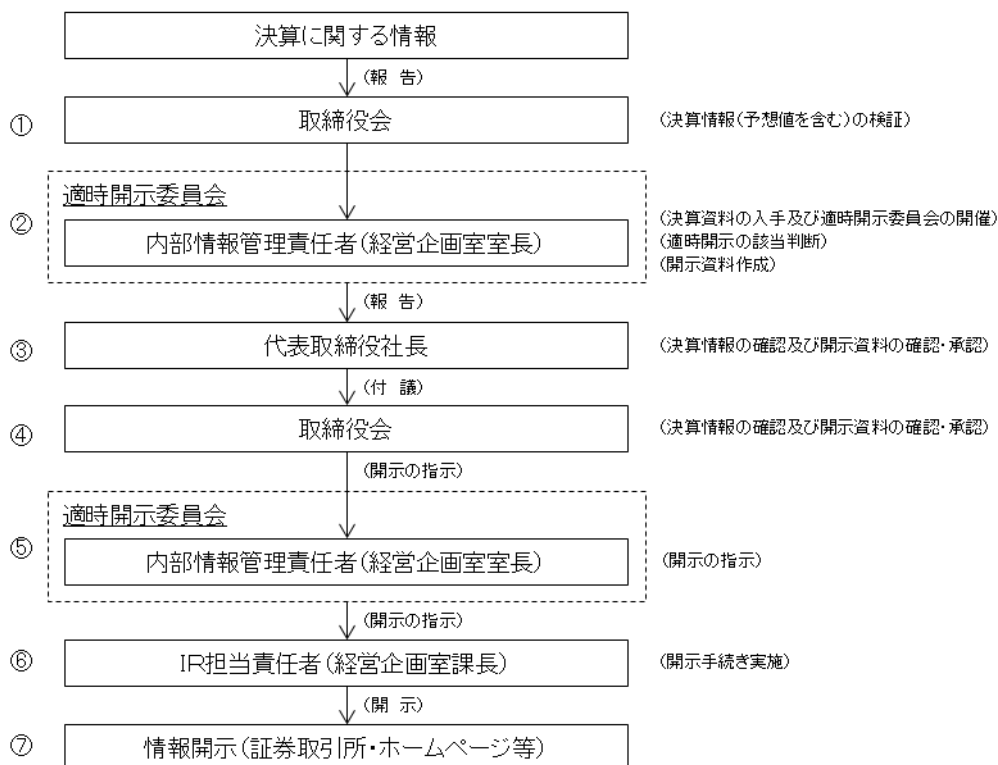 決算に関する情報
(報 告)
① 取締役会 (決算情報(予想値を含む)の検証)
適時開示委員会
② 内部情報管理責任者(経営企画室室長) (決算資料の入手及び適時開示委員会の開催)
(適時開示の該当判断)
(開示資料作成)
(報 告)
③ 代表取締役社長 (決算情報の確認及び開示資料の確認・承認)
(付 議)
④ 取締役会 (決算情報の確認及び開示資料の確認・承認)
(開示の指示)
適時開示委員会
⑤ 内部情報管理責任者(経営企画室室長) (開示の指示)
(開示の指示)
⑥ IR担当責任者(経営企画室課長) (開示手続き実施)
(開 示)
⑦ 情報開示(証券取引所・ホームページ等)